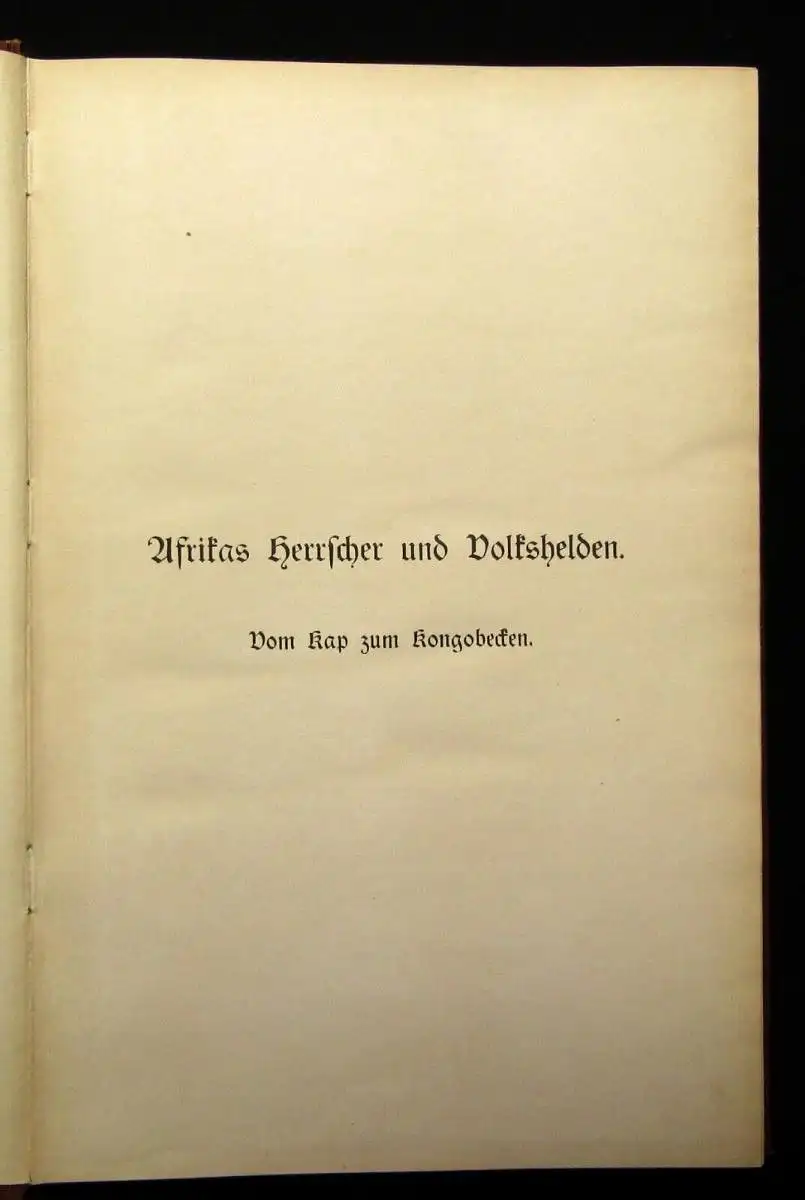 Afrikas Herrscher und Volkshelden.
Vom Kap zum Kongobecken.